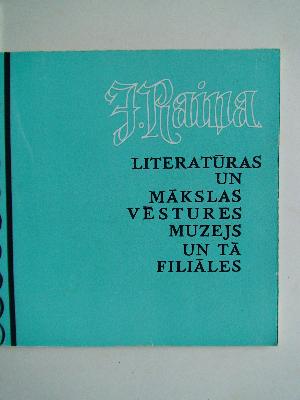 J. Raiņa
LITERATŪRAS
UN
MĀKSLAS
VĒSTURES
MUZEJS
UN TĀ
FILIĀLES